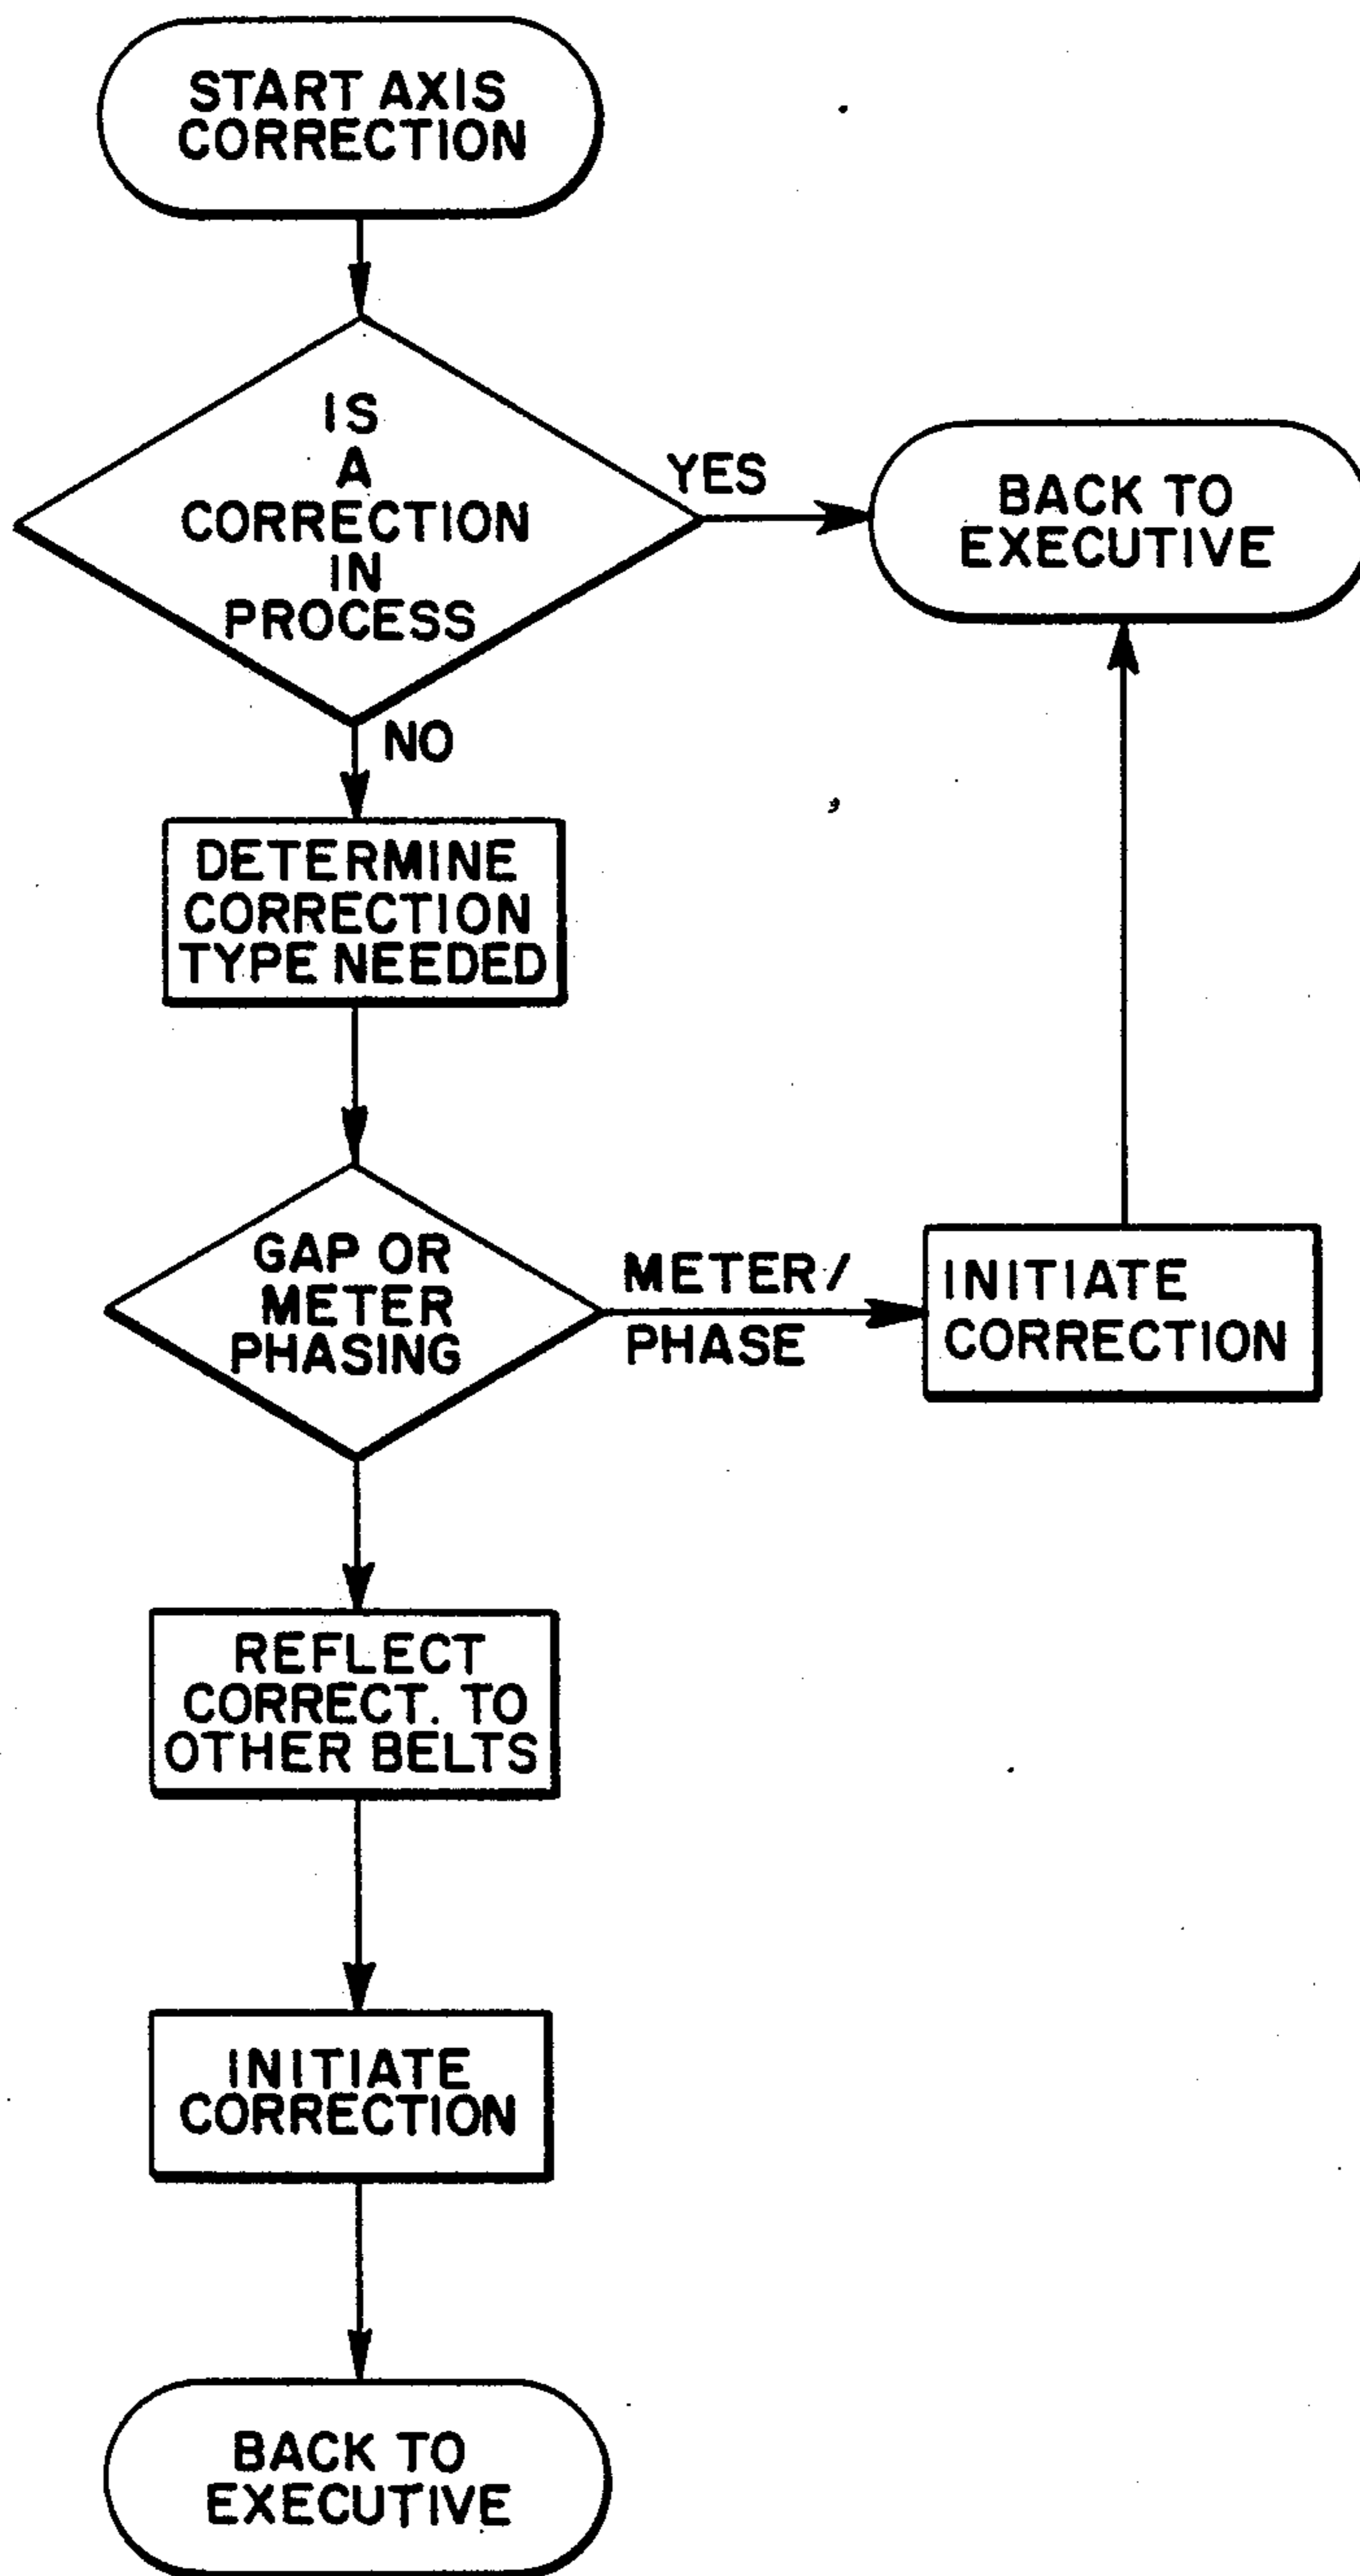 START AXIS
CORRECTION
IS
A
CORRECTION
IN
PROCESS
YES
BACK TO
EXECUTIVE
NO
DETERMINE
CORRECTION
TYPE NEEDED
GAP OR
METER
PHASING
METER/
PHASE
INITIATE
CORRECTION
REFLECT
CORRECT. TO
OTHER BELTS
INITIATE
CORRECTION
BACK TO
EXECUTIVE